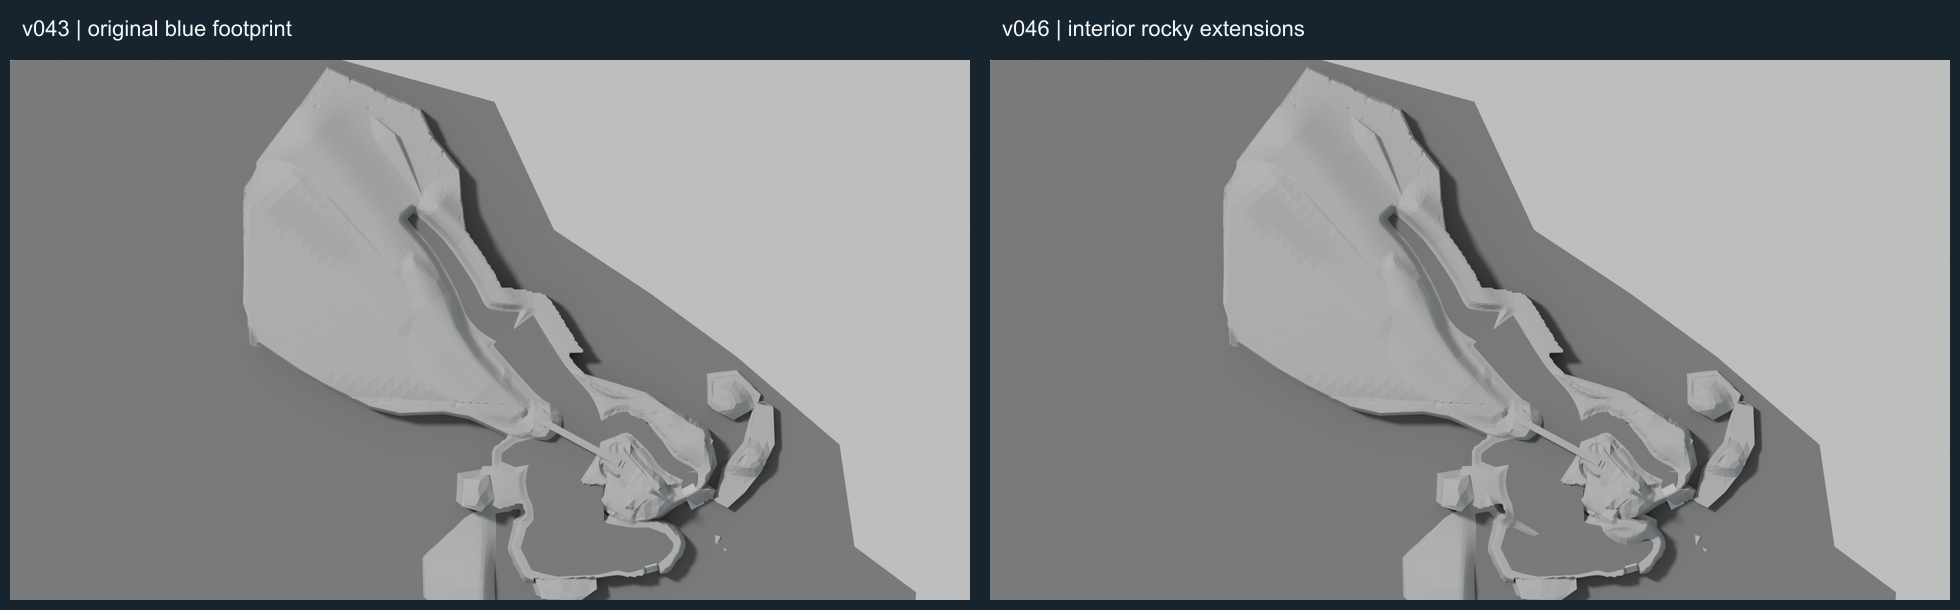 v043 | original blue footprint
v046 | interior rocky extensions